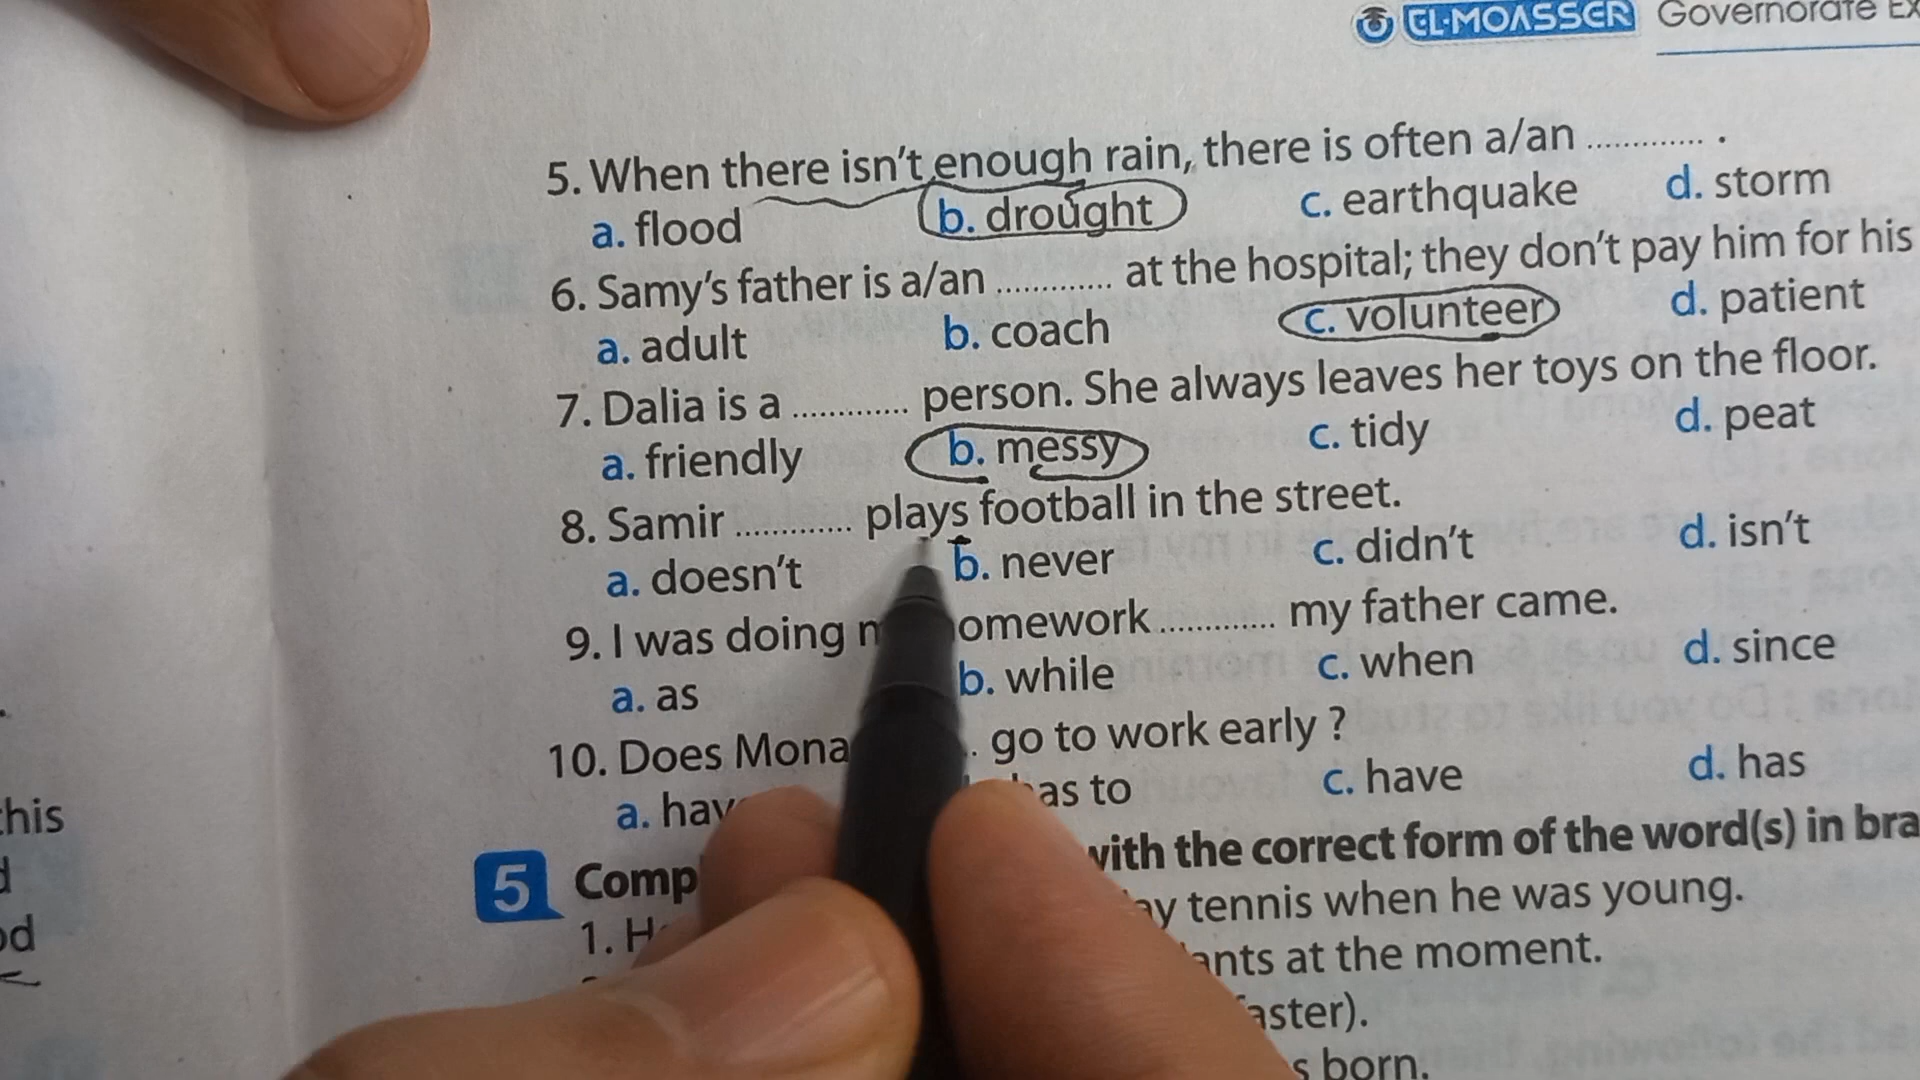 EL-MOASSER Governorate
5. When there isn't enough rain, there is often a/an ............. .
a. flood b. drought c. earthquake d. storm
6. Samy's father is a/an ............. at the hospital; they don't pay him for his
a. adult b. coach c. volunteer d. patient
7. Dalia is a ............. person. She always leaves her toys on the floor.
a. friendly b. messy c. tidy d. peat
8. Samir ............. plays football in the street.
a. doesn't b. never c. didn't d. isn't
9. I was doing omework ............. my father came.
a. as b. while c. when d. since
10. Does Mona . go to work early ?
a. hav as to c. have d. has
5 Comp with the correct form of the word(s) in bra
1. H ay tennis when he was young.
ants at the moment.
aster).
s born.
his
d
od